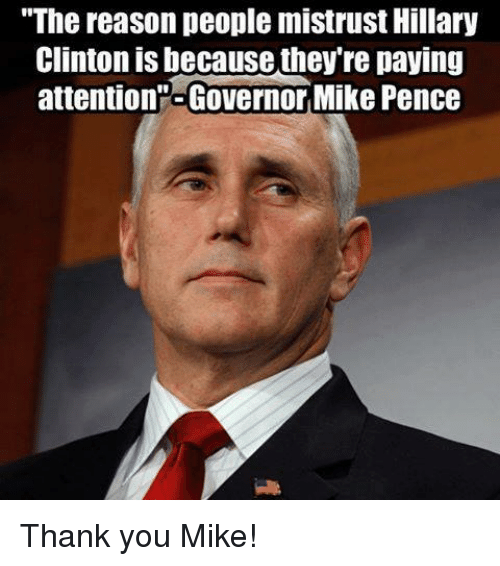 "The reason people mistrust Hillary
Clinton is because they're paying
attention"-Governor Mike Pence
Thank you Mike!